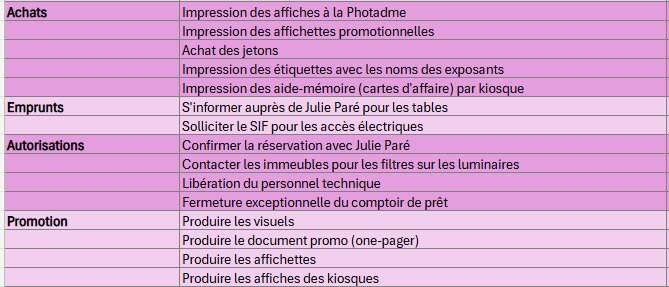 Achats Impression des affiches à la Photadme
Impression des affichettes promotionnelles
Achat des jetons
Impression des étiquettes avec les noms des exposants
Impression des aide-mémoire (cartes d'affaire) par kiosque
Emprunts S'informer auprès de Julie Paré pour les tables
Solliciter le SIF pour les accès électriques
Autorisations Confirmer la réservation avec Julie Paré
Contacter les immeubles pour les filtres sur les luminaires
Libération du personnel technique
Fermeture exceptionnelle du comptoir de prêt
Promotion Produire les visuels
Produire le document promo (one-pager)
Produire les affichettes
Produire les affiches des kiosques